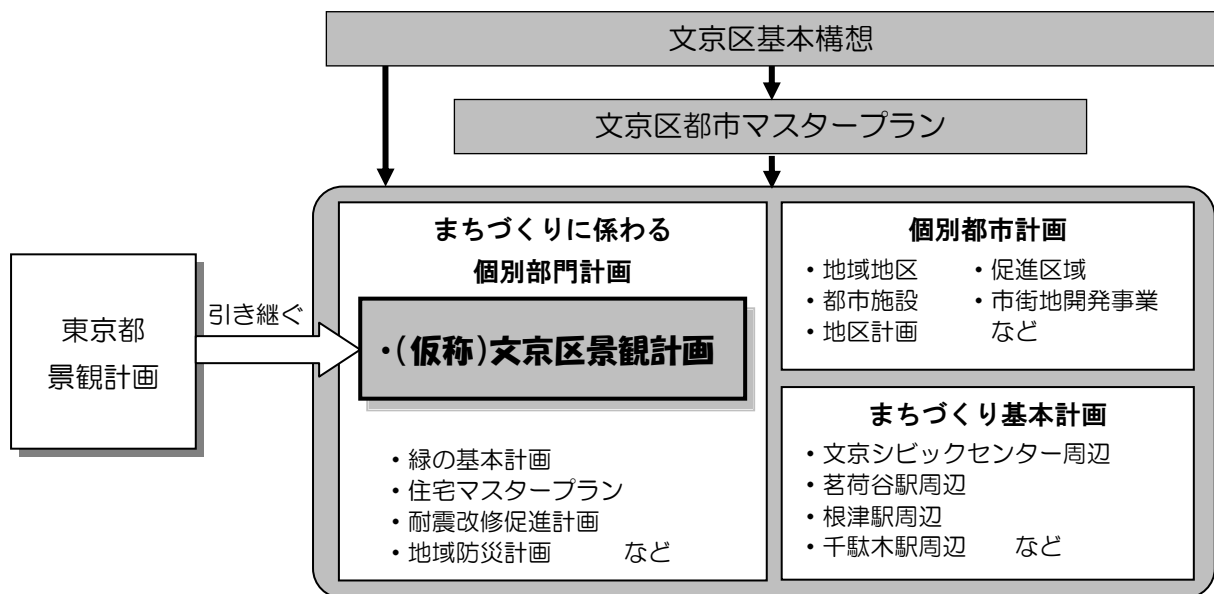 文京区基本構想
文京区都市マスタープラン
東京都
景観計画
引き継ぐ
まちづくりに係わる
個別部門計画
・(仮称)文京区景観計画
・緑の基本計画
・住宅マスタープラン
・耐震改修促進計画
・地域防災計画 など
個別都市計画
・地域地区 ・促進区域
・都市施設 ・市街地開発事業
・地区計画 など
まちづくり基本計画
・文京シビックセンター周辺
・茗荷谷駅周辺
・根津駅周辺
・千駄木駅周辺 など